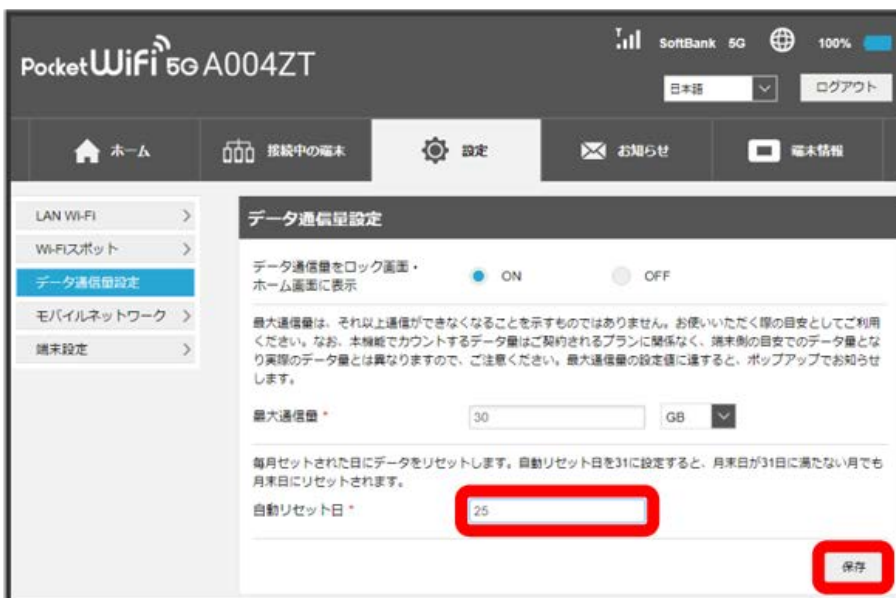 SoftBank 5G 100%
PocketWiFi 5G A004ZT
日本語 ログアウト
ホーム 接続中の端末 設定 お知らせ 端末情報
LAN Wi-Fi
Wi-Fiスポット
データ通信量設定
モバイルネットワーク
端末設定
データ通信量設定
データ通信量をロック画面・
ホーム画面に表示
ON OFF
最大通信量は、それ以上通信ができなくなることを示すものではありません。お使いいただく際の目安としてご利用
ください。なお、本機能でカウントするデータ量はご契約されるプランに関係なく、端末側の目安でのデータ量とな
り実際のデータ量とは異なりますので、ご注意ください。最大通信量の設定値に達すると、ポップアップでお知らせ
します。
最大通信量 * 30 GB
毎月セットされた日にデータをリセットします。自動リセット日を31に設定すると、月末日が31日に満たない月でも
月末日にリセットされます。
自動リセット日 * 25
保存